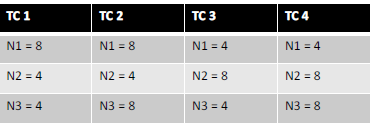 TC 1 TC 2 TC 3 TC 4
N1 = 8 N1 = 8 N1 = 4 N1 = 4
N2 = 4 N2 = 4 N2 = 8 N2 = 8
N3 = 4 N3 = 8 N3 = 4 N3 = 8